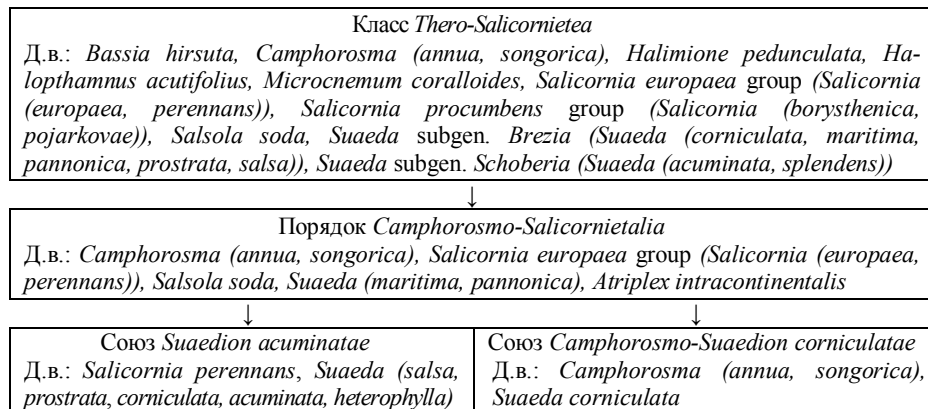 Класс Thero-Salicornietea
Д.в.: Bassia hirsuta, Camphorosma (annua, songorica), Halimione pedunculata, Ha-
lopthamnus acutifolius, Microcnemum coralloides, Salicornia europaea group (Salicornia
(europaea, perennans)), Salicornia procumbens group (Salicornia (borysthenica,
pojarkovae)), Salsola soda, Suaeda subgen. Brezia (Suaeda (corniculata, maritima,
pannonica, prostrata, salsa)), Suaeda subgen. Schoberia (Suaeda (acuminata, splendens))
↓
Порядок Camphorosmo-Salicornietalia
Д.в.: Camphorosma (annua, songorica), Salicornia europaea group (Salicornia (europaea,
perennans)), Salsola soda, Suaeda (maritima, pannonica), Atriplex intracontinentalis
↓ ↓
Союз Suaedion acuminatae
Д.в.: Salicornia perennans, Suaeda (salsa,
prostrata, corniculata, acuminata, heterophylla)
Союз Camphorosmo-Suaedion corniculatae
Д.в.: Camphorosma (annua, songorica),
Suaeda corniculata